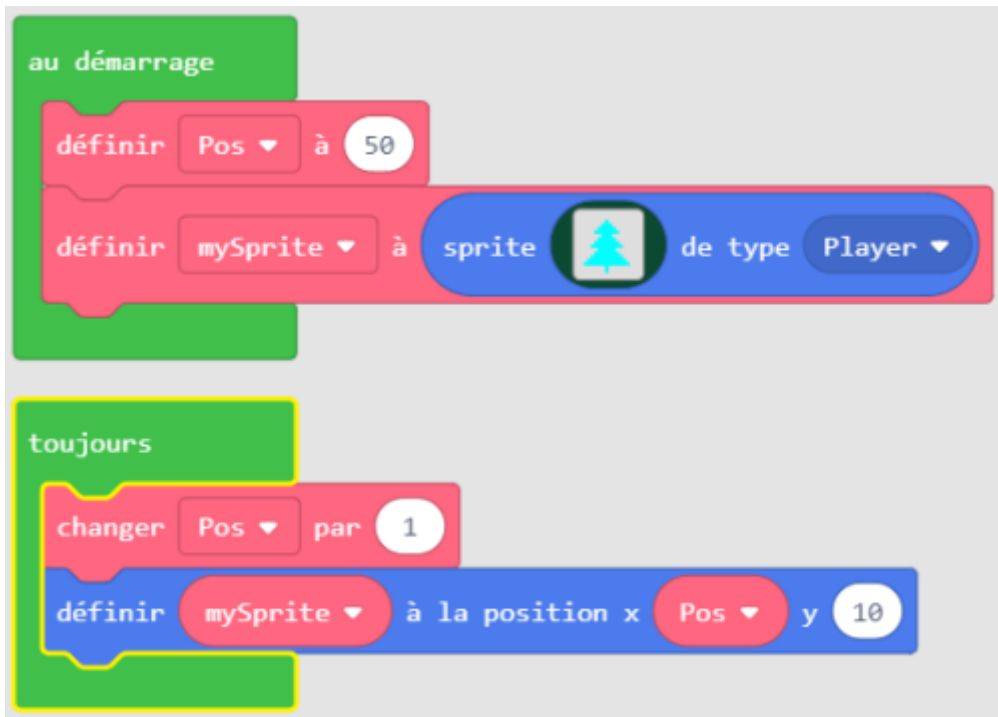 au démarrage
définir Pos à 50
définir mySprite à sprite de type Player
toujours
changer Pos par 1
définir mySprite à la position x Pos y 10